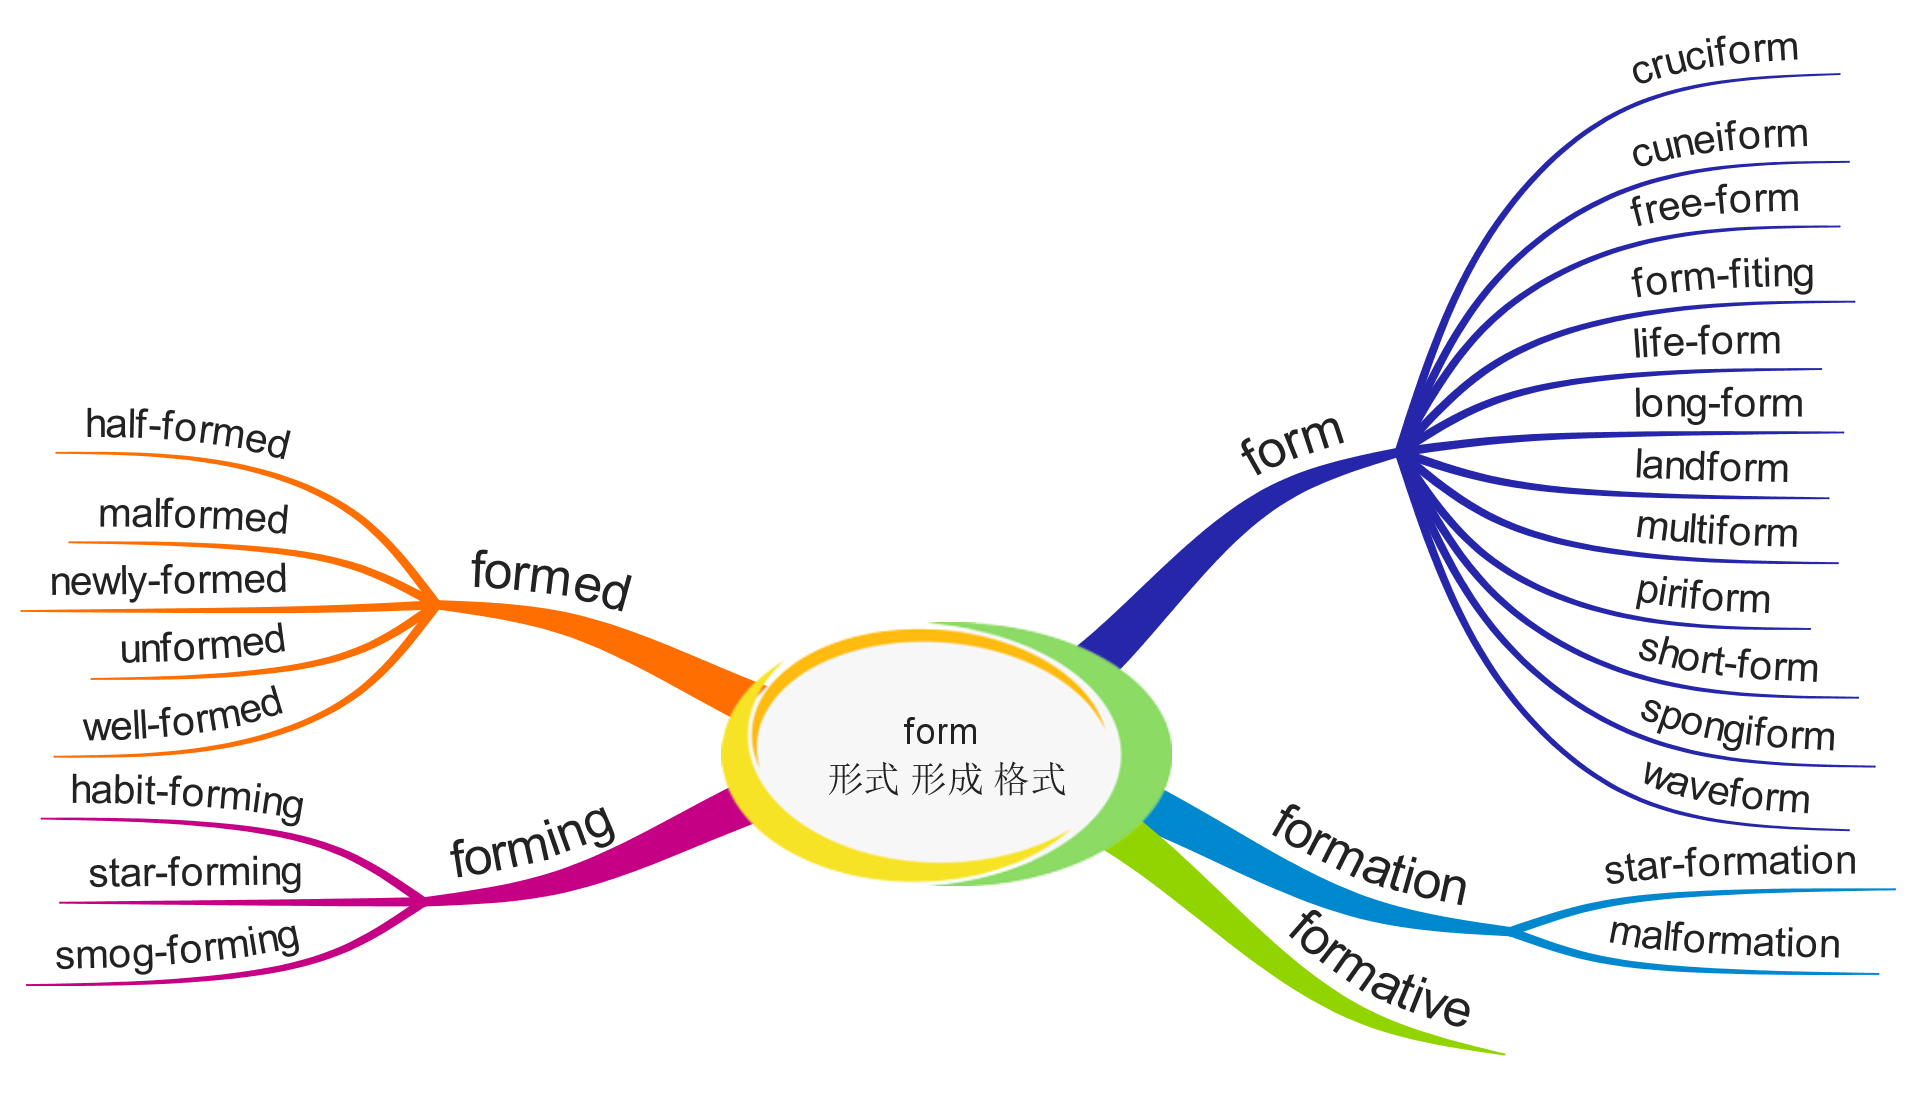 form
形式 形成 格式
form
cruciform
cuneiform
free-form
form-fiting
life-form
long-form
landform
multiform
piriform
short-form
spongiform
waveform
formation
star-formation
malformation
formative
formed
half-formed
malformed
newly-formed
unformed
well-formed
forming
habit-forming
star-forming
smog-forming